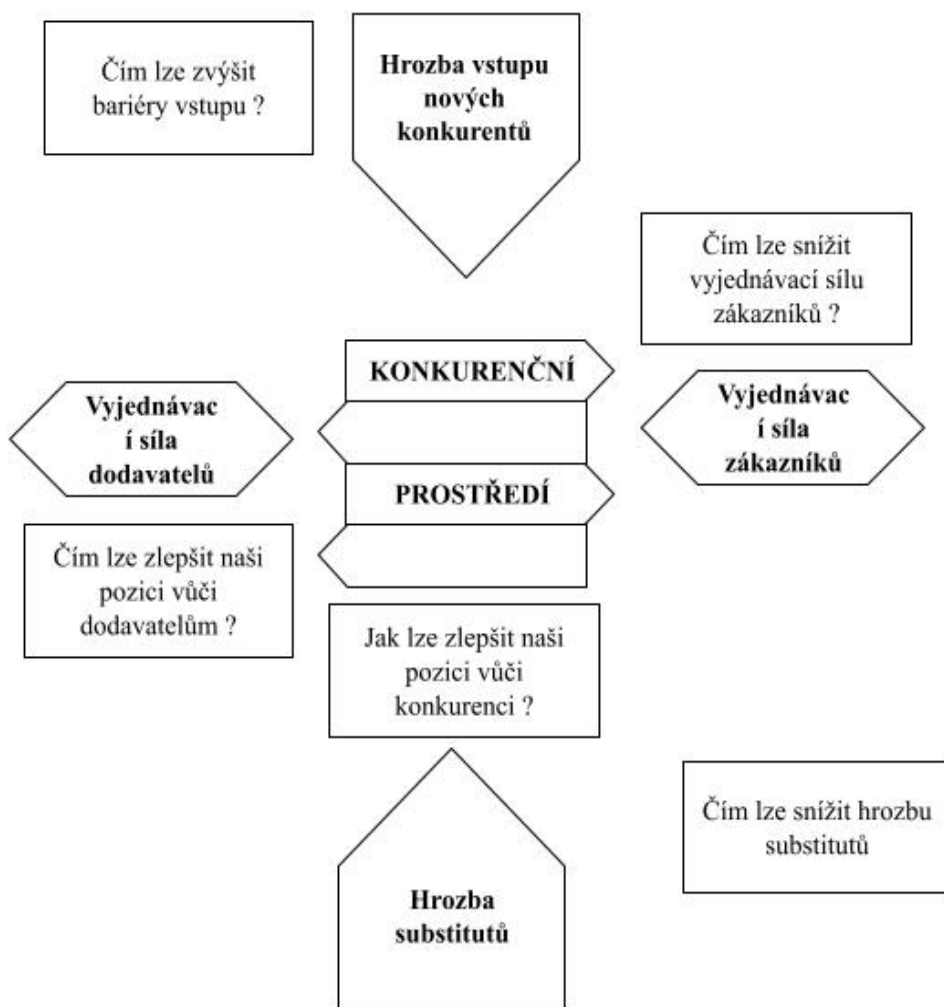 Čím lze zvýšit
bariéry vstupu ?
Hrozba vstupu
nových
konkurentů
Čím lze snížit
vyjednávací sílu
zákazníků ?
KONKURENČNÍ
PROSTŘEDÍ
Vyjednávac
í síla
dodavatelů
Vyjednávac
í síla
zákazníků
Čím lze zlepšit naši
pozici vůči
dodavatelům ?
Jak lze zlepšit naši
pozici vůči
konkurenci ?
Čím lze snížit hrozbu
substitutů
Hrozba
substitutů